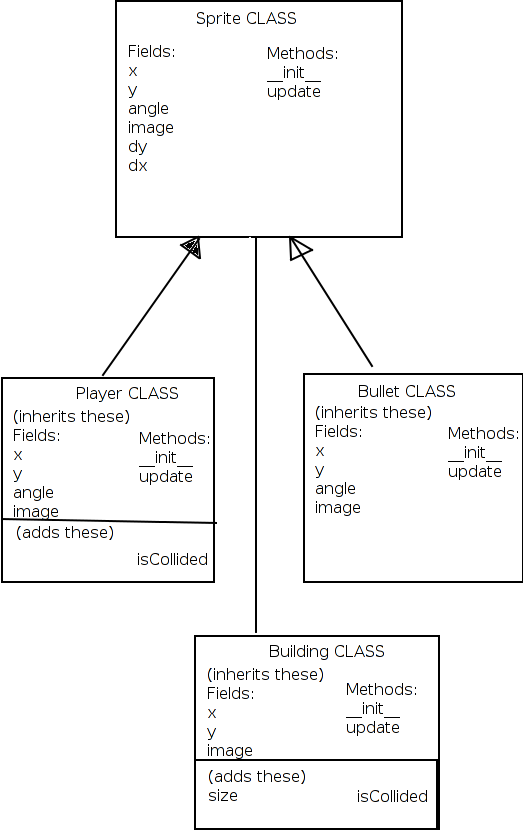 Sprite CLASS
Fields:
x
y
angle
image
dy
dx
Methods:
__init__
update
Player CLASS
(inherits these)
Fields:
x
y
angle
image
Methods:
__init__
update
(adds these)
isCollided
Bullet CLASS
(inherits these)
Fields:
x
y
angle
image
Methods:
__init__
update
Building CLASS
(inherits these)
Fields:
x
y
image
Methods:
__init__
update
(adds these)
size
isCollided